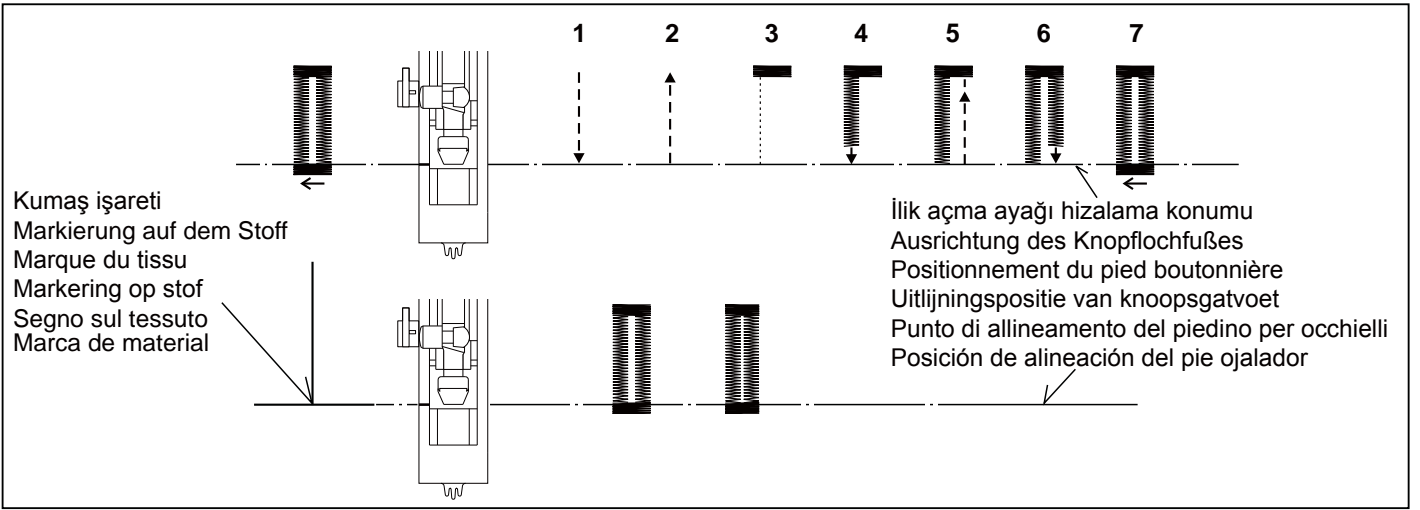 1 2 3 4 5 6 7
Kumaş işareti
Markierung auf dem Stoff
Marque du tissu
Markering op stof
Segno sul tessuto
Marca de material
İlik açma ayağı hizalama konumu
Ausrichtung des Knopflochfußes
Positionnement du pied boutonnière
Uitlijningspositie van knoopsgatvoet
Punto di allineamento del piedino per occhielli
Posición de alineación del pie ojalador